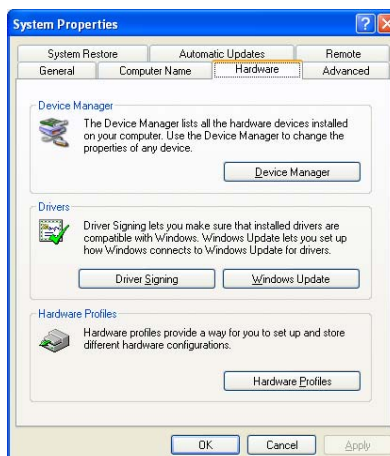 System Properties
System Restore Automatic Updates Remote
General Computer Name Hardware Advanced
Device Manager
The Device Manager lists all the hardware devices installed
on your computer. Use the Device Manager to change the
properties of any device.
Device Manager
Drivers
Driver Signing lets you make sure that installed drivers are
compatible with Windows. Windows Update lets you set up
how Windows connects to Windows Update for drivers.
Driver Signing Windows Update
Hardware Profiles
Hardware profiles provide a way for you to set up and store
different hardware configurations.
Hardware Profiles
OK Cancel Apply